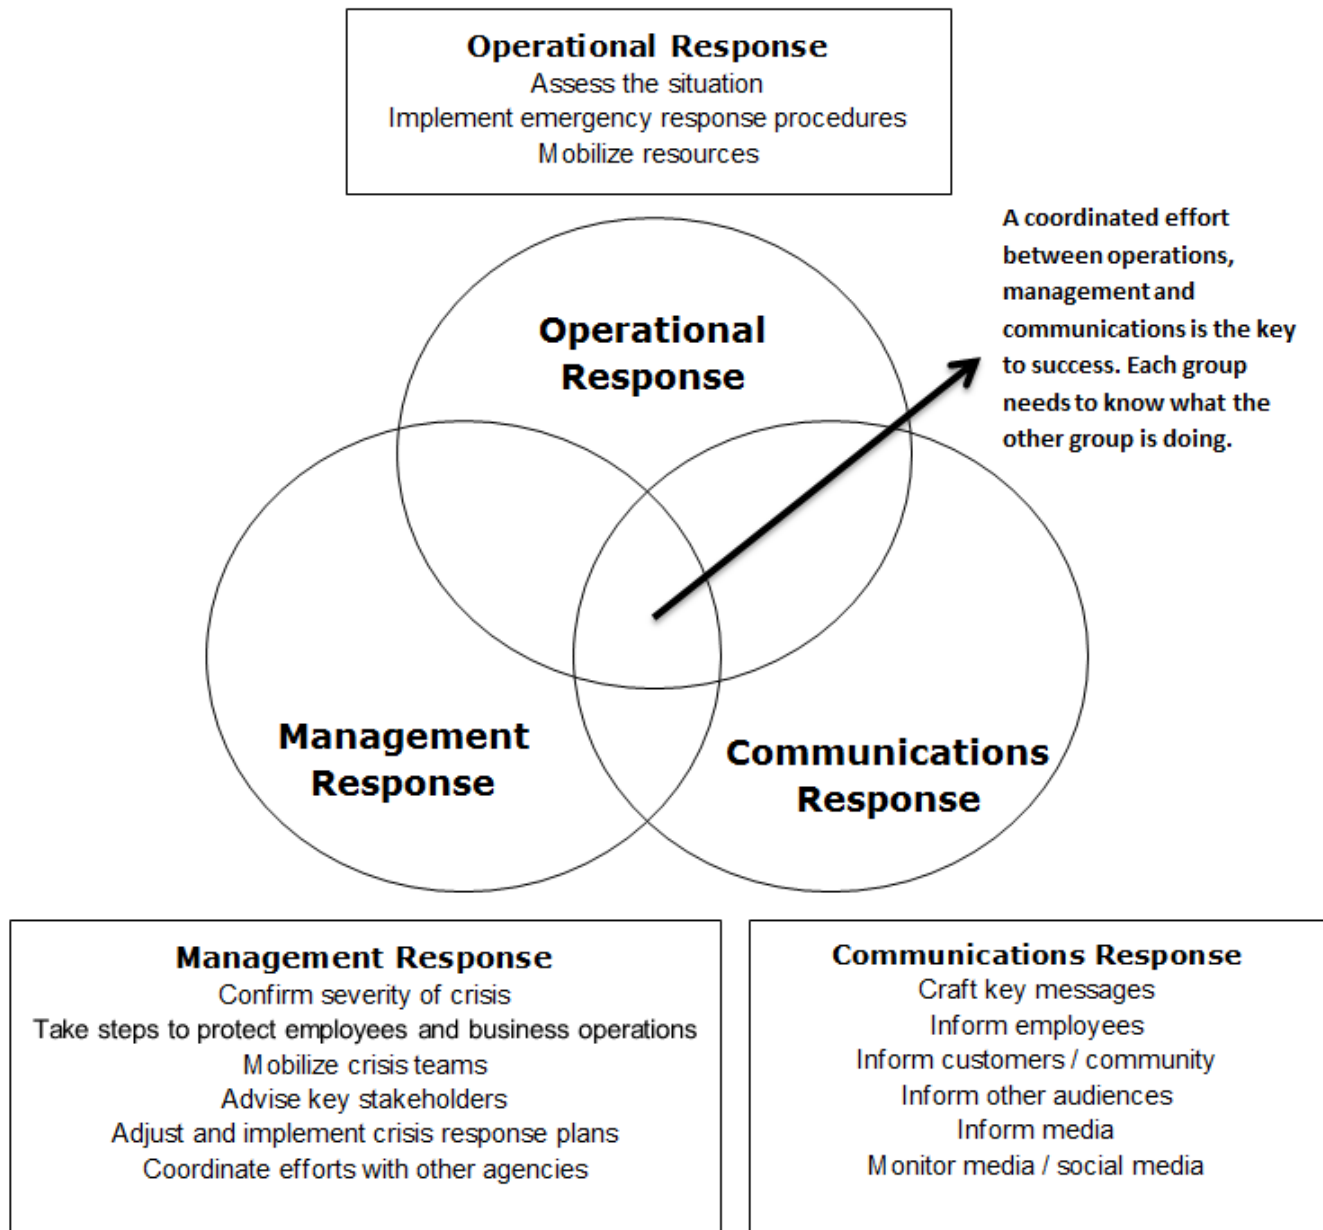 Operational Response
Assess the situation
Implement emergency response procedures
Mobilize resources
A coordinated effort
between operations,
management and
communications is the key
to success. Each group
needs to know what the
other group is doing.
Operational
Response
Management
Response
Communications
Response
Management Response
Confirm severity of crisis
Take steps to protect employees and business operations
Mobilize crisis teams
Advise key stakeholders
Adjust and implement crisis response plans
Coordinate efforts with other agencies
Communications Response
Craft key messages
Inform employees
Inform customers / community
Inform other audiences
Inform media
Monitor media / social media